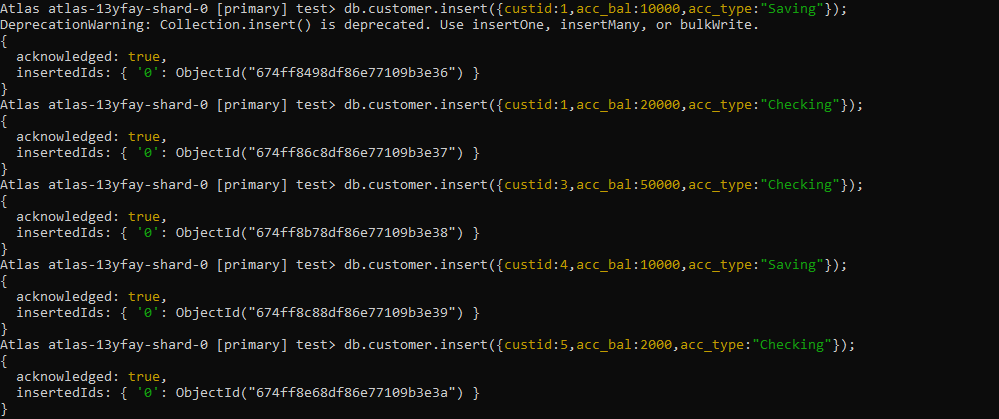 Atlas atlas-13yfay-shard-0 [primary] test> db.customer.insert({custid:1,acc_bal:10000,acc_type:"Saving"});
DeprecationWarning: Collection.insert() is deprecated. Use insertOne, insertMany, or bulkWrite.
{
  acknowledged: true,
  insertedIds: { '0': ObjectId("674ff8498df86e77109b3e36") }
}
Atlas atlas-13yfay-shard-0 [primary] test> db.customer.insert({custid:1,acc_bal:20000,acc_type:"Checking"});
{
  acknowledged: true,
  insertedIds: { '0': ObjectId("674ff86c8df86e77109b3e37") }
}
Atlas atlas-13yfay-shard-0 [primary] test> db.customer.insert({custid:3,acc_bal:50000,acc_type:"Checking"});
{
  acknowledged: true,
  insertedIds: { '0': ObjectId("674ff8b78df86e77109b3e38") }
}
Atlas atlas-13yfay-shard-0 [primary] test> db.customer.insert({custid:4,acc_bal:10000,acc_type:"Saving"});
{
  acknowledged: true,
  insertedIds: { '0': ObjectId("674ff8c88df86e77109b3e39") }
}
Atlas atlas-13yfay-shard-0 [primary] test> db.customer.insert({custid:5,acc_bal:2000,acc_type:"Checking"});
{
  acknowledged: true,
  insertedIds: { '0': ObjectId("674ff8e68df86e77109b3e3a") }
}